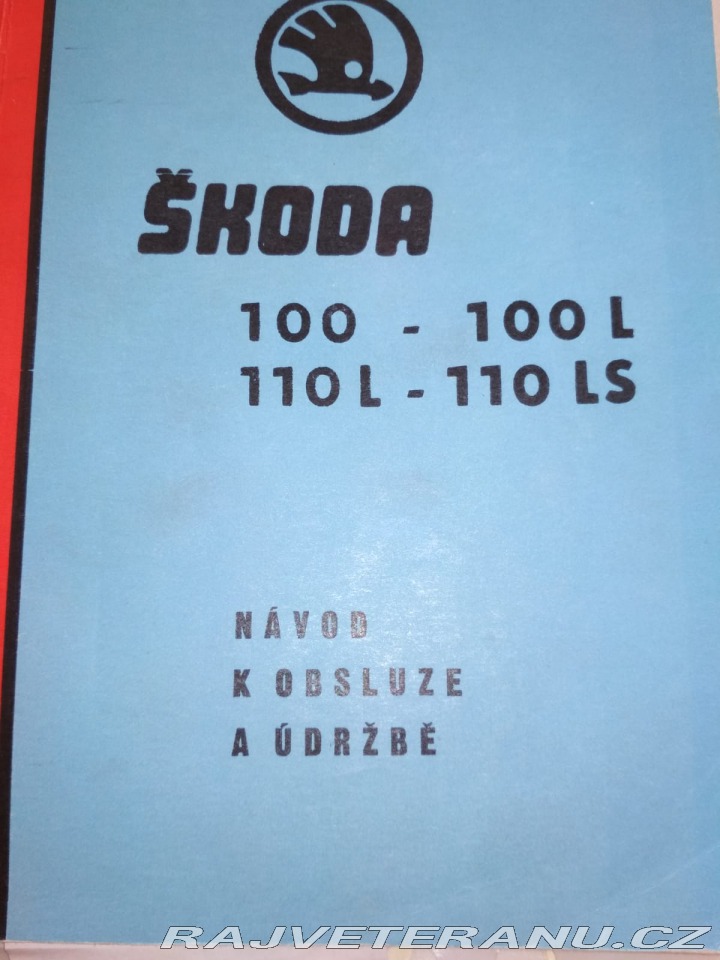 ŠKODA
100 - 100 L
110 L - 110 LS
NÁVOD
K OBSLUZE
A ÚDRŽBĚ
RAJVETERANU.CZ